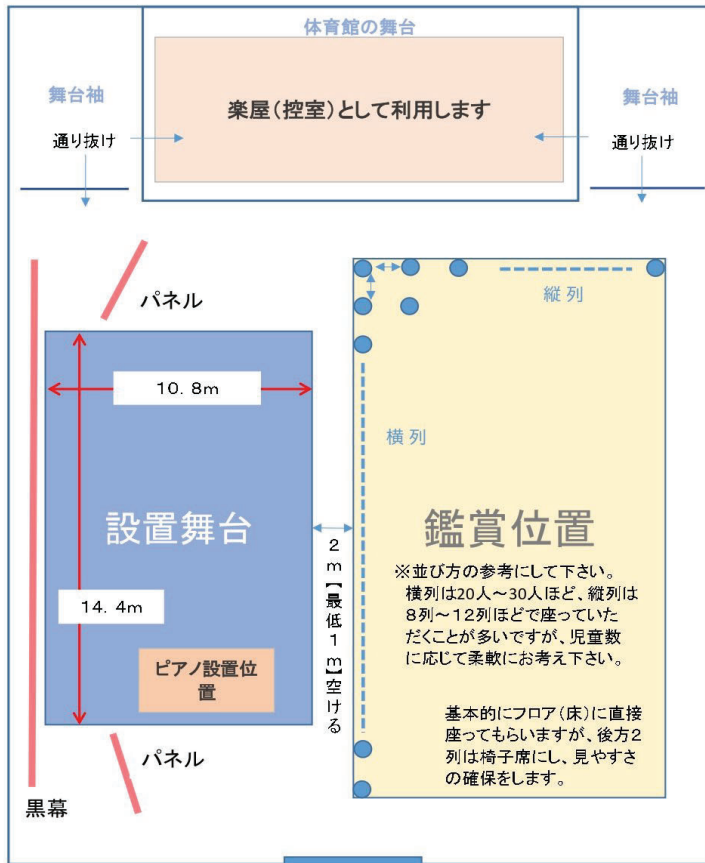 体育館の舞台
舞台袖
楽屋(控室)として利用します
舞台袖
通り抜け
通り抜け
パネル
縦列
10.8m
横列
設置舞台
鑑賞位置
2m【最低1m】空ける
※並び方の参考にして下さい。
横列は20人~30人ほど、縦列は
8列~12列ほどで座っていた
だくことが多いですが、児童数
に応じて柔軟にお考え下さい。
14.4m
ピアノ設置位
置
基本的にフロア(床)に直接
座ってもらいますが、後方2
列は椅子席にし、見やすさ
の確保をします。
パネル
黒幕